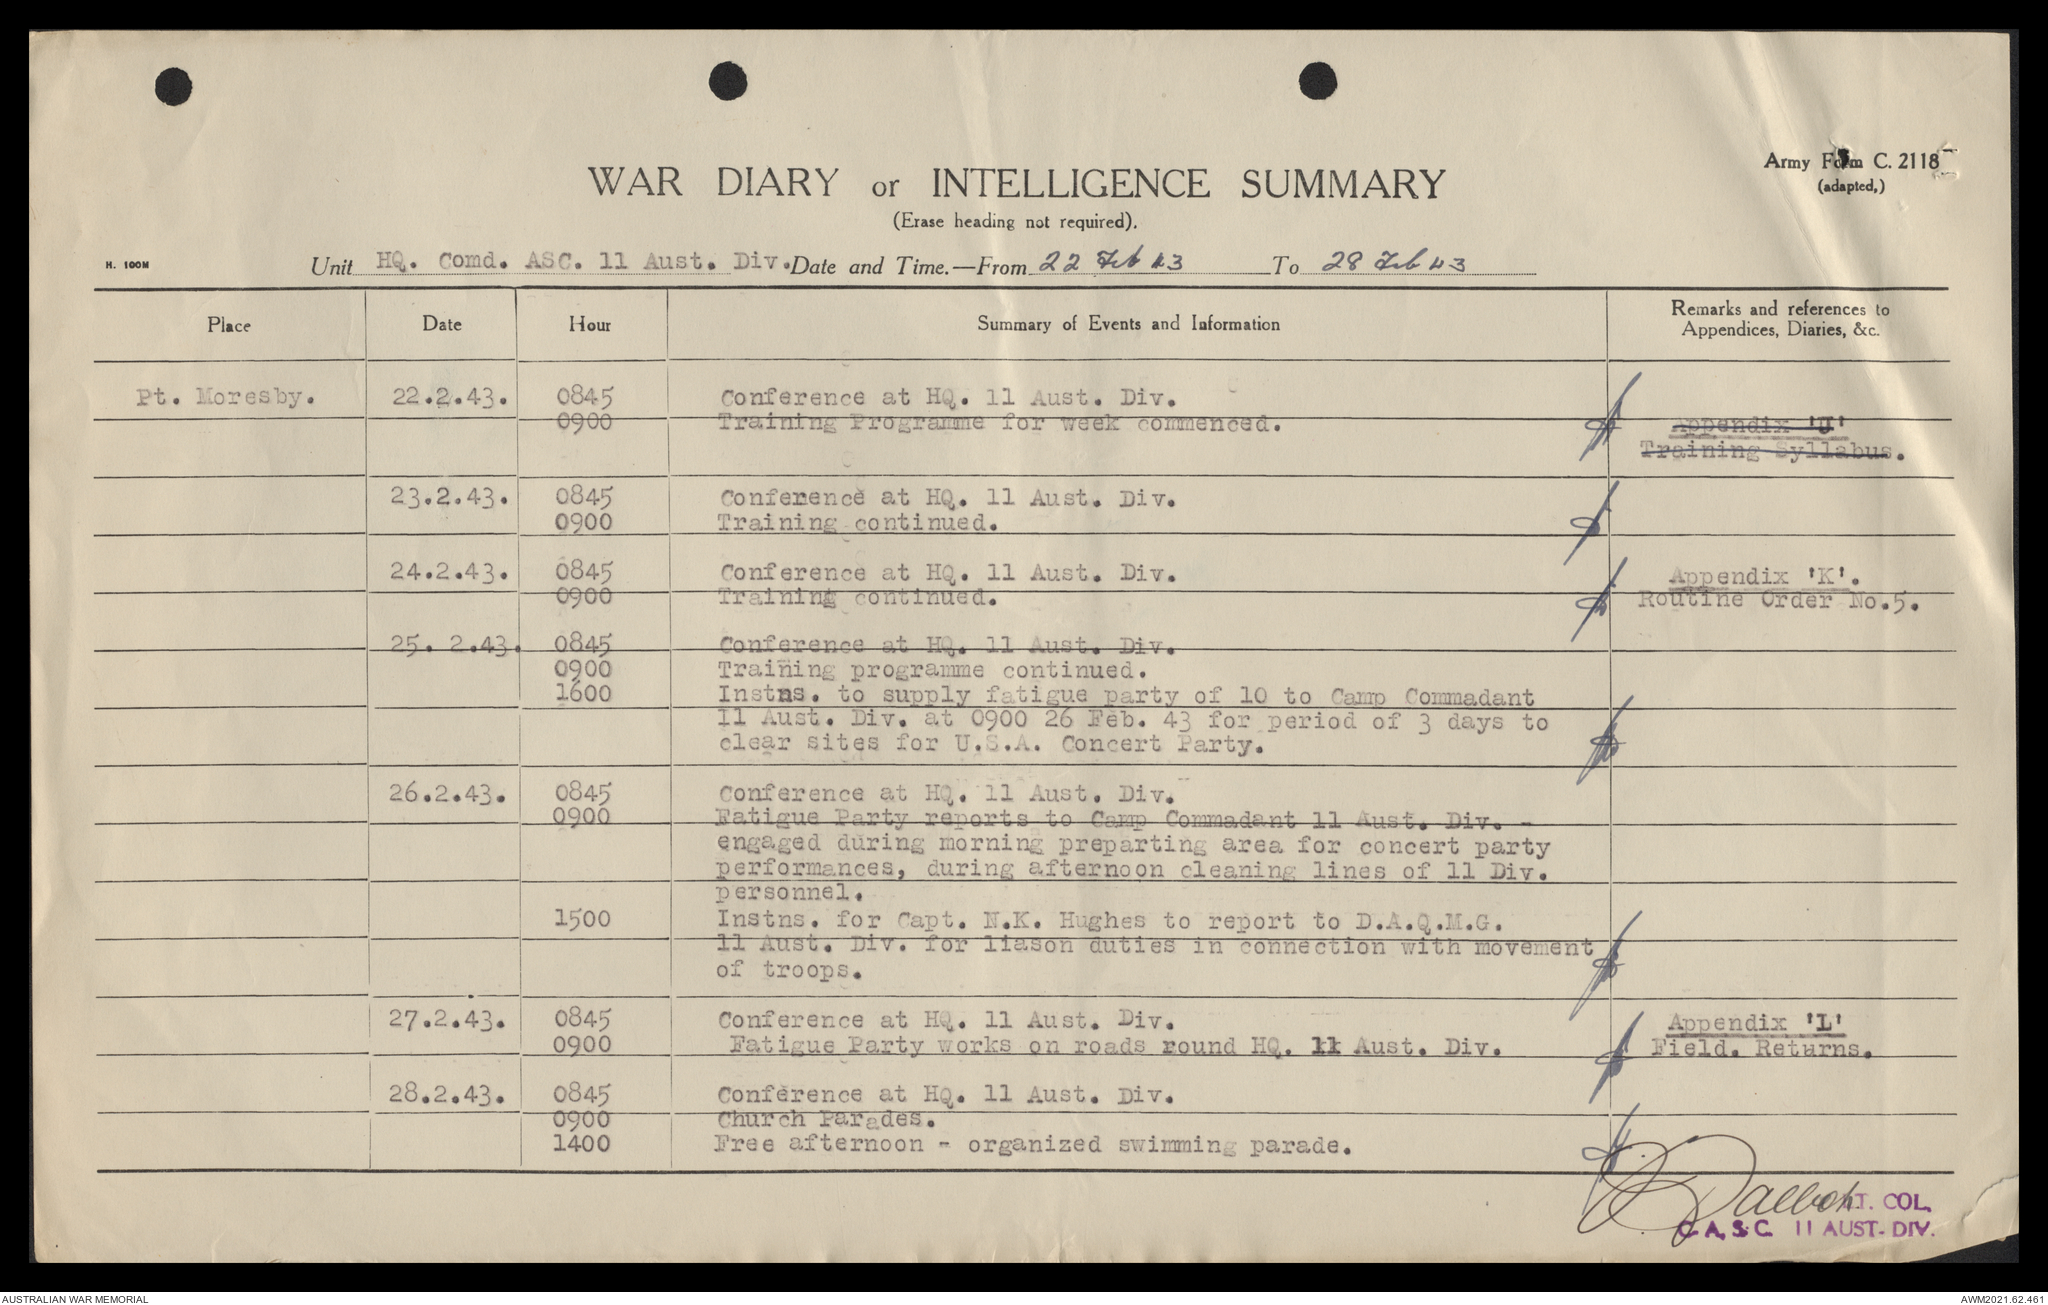 WAR DIARY or INTELLIGENCE SUMMARY
Army Form C. 2118
(adapted,)
(Erase heading not required).
H. 100M
Unit HQ. Comd. ASC. 11 Aust. Div. Date and Time.—From 22 Feb 43 To 28 Feb 43
Place Date Hour Summary of Events and Information Remarks and references to
Appendices, Diaries, &c.
Pt. Moresby. 22.2.43. 0845 Conference at HQ. 11 Aust. Div.
0900 Training Programme for week commenced. Appendix 'J'
Training Syllabus.
23.2.43. 0845 Conference at HQ. 11 Aust. Div.
0900 Training continued.
24.2.43. 0845 Conference at HQ. 11 Aust. Div. Appendix 'K'.
0900 Training continued. Routine Order No.5.
25. 2.43. 0845 Conference at HQ. 11 Aust. Div.
0900 Training programme continued.
1600 Instns. to supply fatigue party of 10 to Camp Commadant
11 Aust. Div. at 0900 26 Feb. 43 for period of 3 days to
clear sites for U.S.A. Concert Party.
26.2.43. 0845 Conference at HQ. 11 Aust. Div.
0900 Fatigue Party reports to Camp Commadant 11 Aust. Div. -
engaged during morning preparting area for concert party
performances, during afternoon cleaning lines of 11 Div.
personnel.
1500 Instns. for Capt. N.K. Hughes to report to D.A.Q.M.G.
11 Aust. Div. for liason duties in connection with movement
of troops.
27.2.43. 0845 Conference at HQ. 11 Aust. Div. Appendix 'L'
0900 Fatigue Party works on roads round HQ. 11 Aust. Div. Field. Returns.
28.2.43. 0845 Conference at HQ. 11 Aust. Div.
0900 Church Parades.
1400 Free afternoon - organized swimming parade.
LT. COL.
C.A.S.C. 11 AUST. DIV.
AUSTRALIAN WAR MEMORIAL AWM2021.62.461